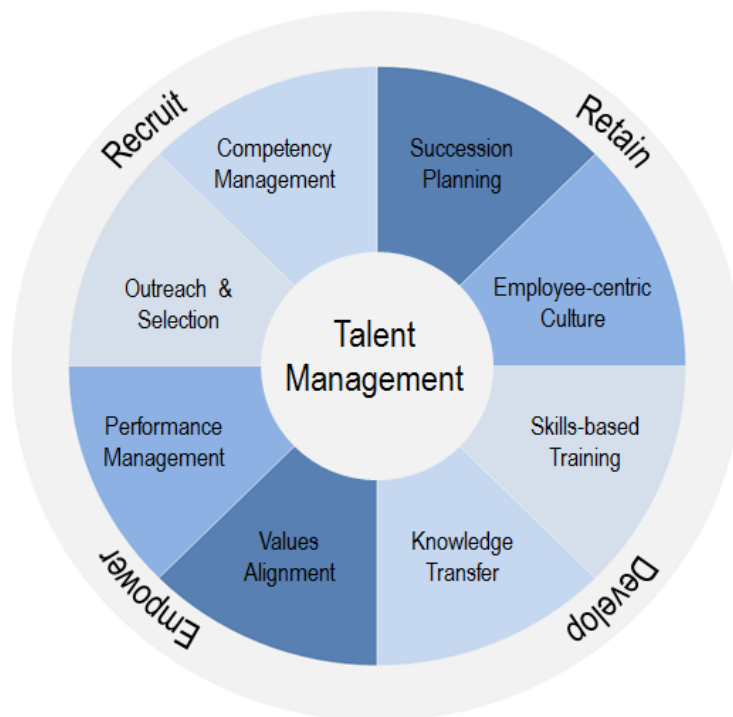 Recruit
Retain
Competency
Management
Succession
Planning
Outreach &
Selection
Employee-centric
Culture
Talent
Management
Performance
Management
Skills-based
Training
Values
Alignment
Knowledge
Transfer
Empower
Develop